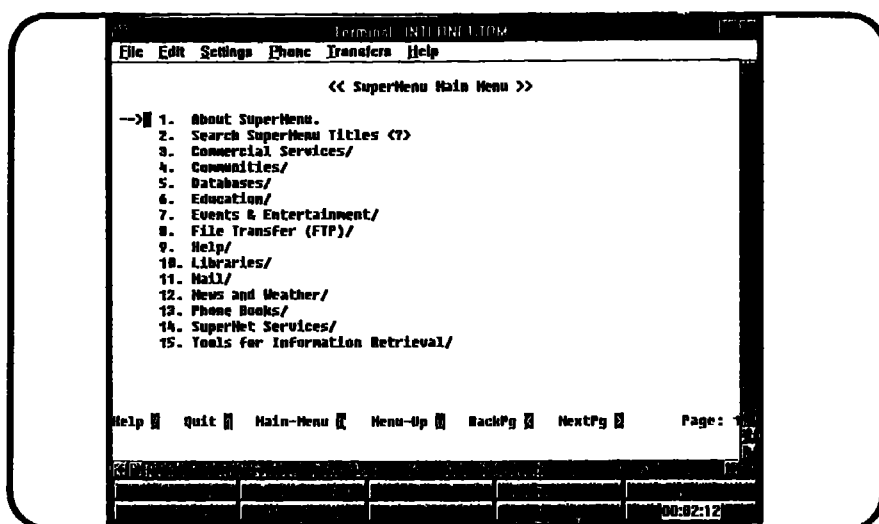 Terminal INTERNET.TRM
File Edit Settings Phone Transfers Help
<< SuperMenu Main Menu >>
--> 1. About SuperMenu.
2. Search SuperMenu Titles <?>
3. Commercial Services/
4. Communities/
5. Databases/
6. Education/
7. Events & Entertainment/
8. File Transfer (FTP)/
9. Help/
10. Libraries/
11. Mail/
12. News and Weather/
13. Phone Books/
14. SuperNet Services/
15. Tools for Information Retrieval/
Help Quit Main-Menu Menu-Up BackPg NextPg Page: 1
00:02:12